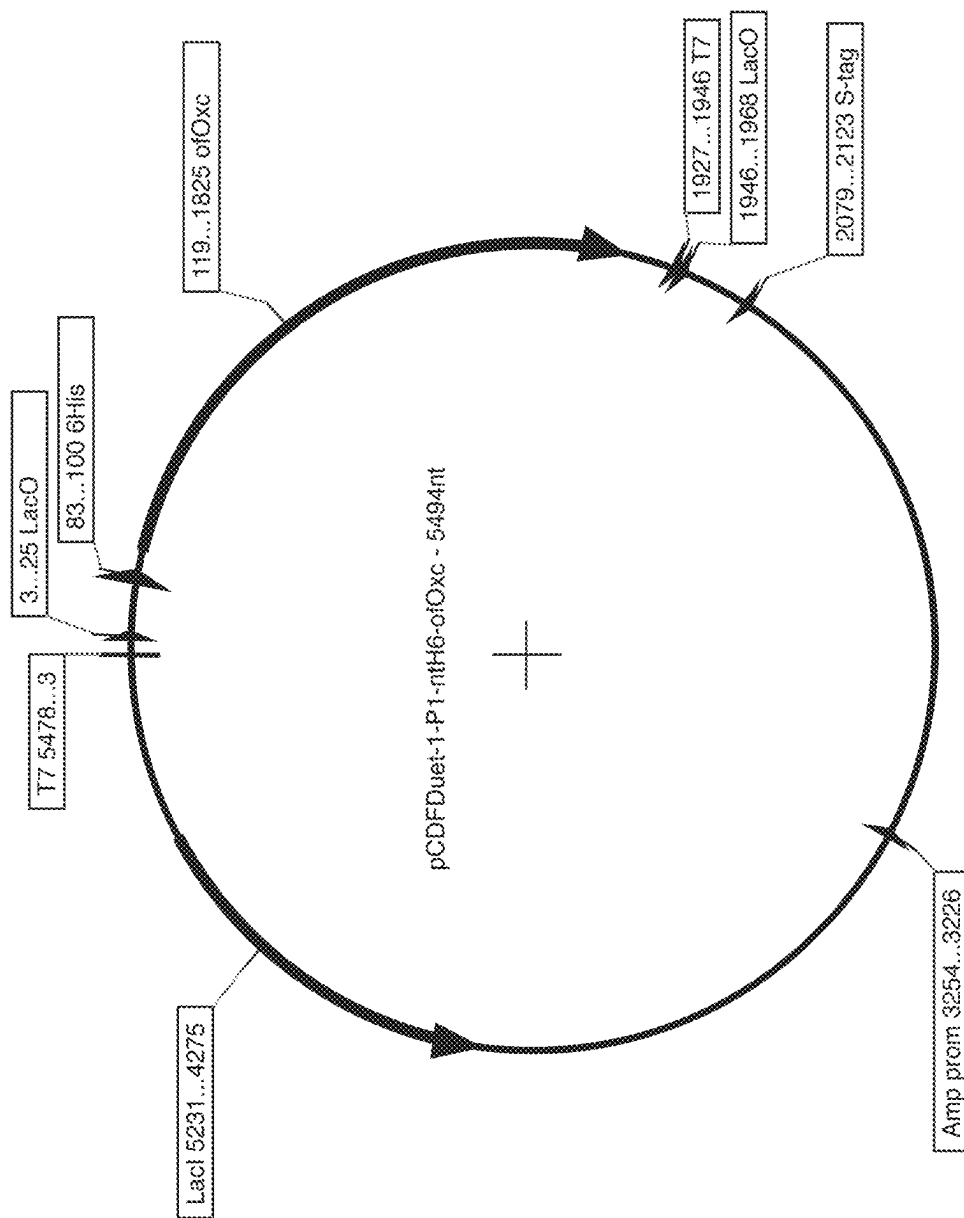 T7 5478...3
3...25 LacO
83...100 6His
119...1825 ofOxc
1927...1946 T7
1946...1968 LacO
2079...2123 S-tag
Amp prom 3254...3226
LacI 5231...4275
pCDFDuet-1-P1-ntH6-ofOxc - 5494nt